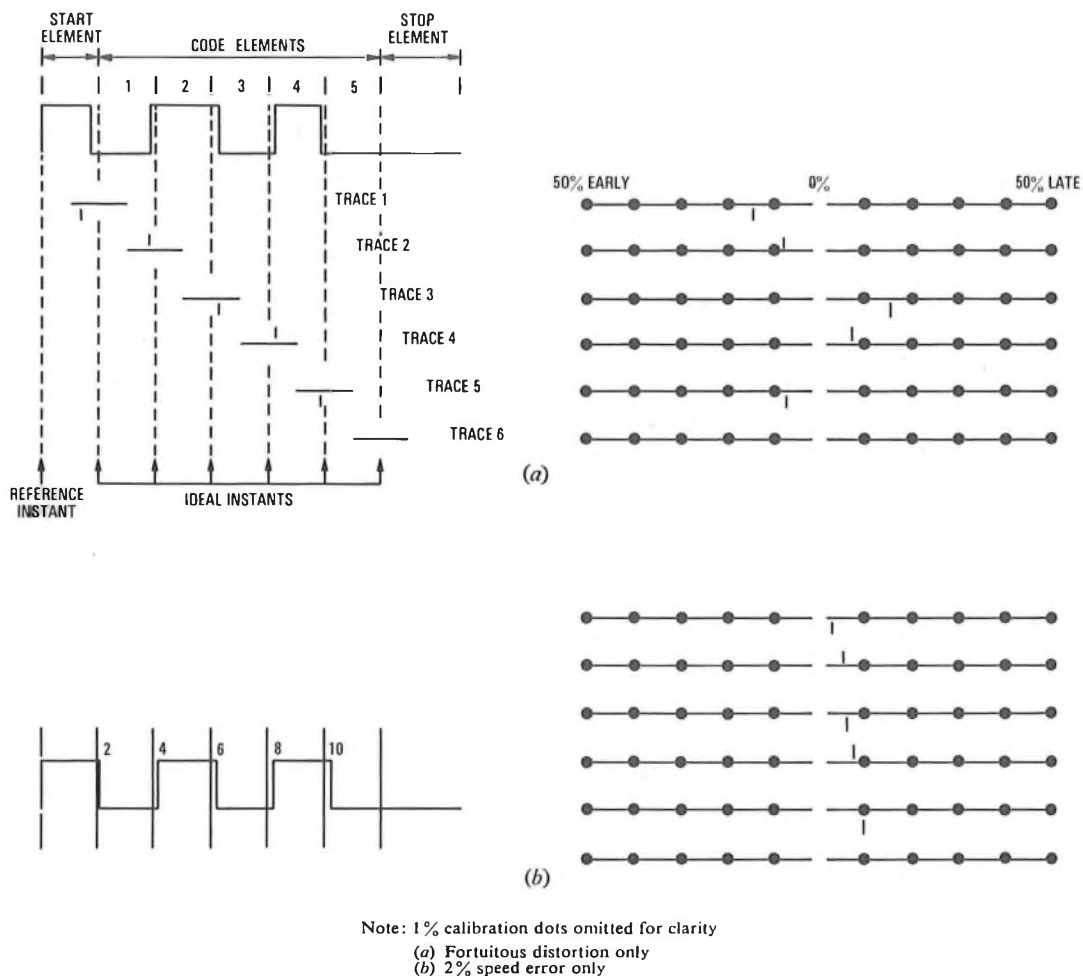 START
ELEMENT
STOP
ELEMENT
CODE ELEMENTS
1
2
3
4
5
TRACE 1
TRACE 2
TRACE 3
TRACE 4
TRACE 5
TRACE 6
REFERENCE
INSTANT
IDEAL INSTANTS
50% EARLY
0%
50% LATE
(a)
2
4
6
8
10
(b)
Note: 1% calibration dots omitted for clarity
(a) Fortuitous distortion only
(b) 2% speed error only